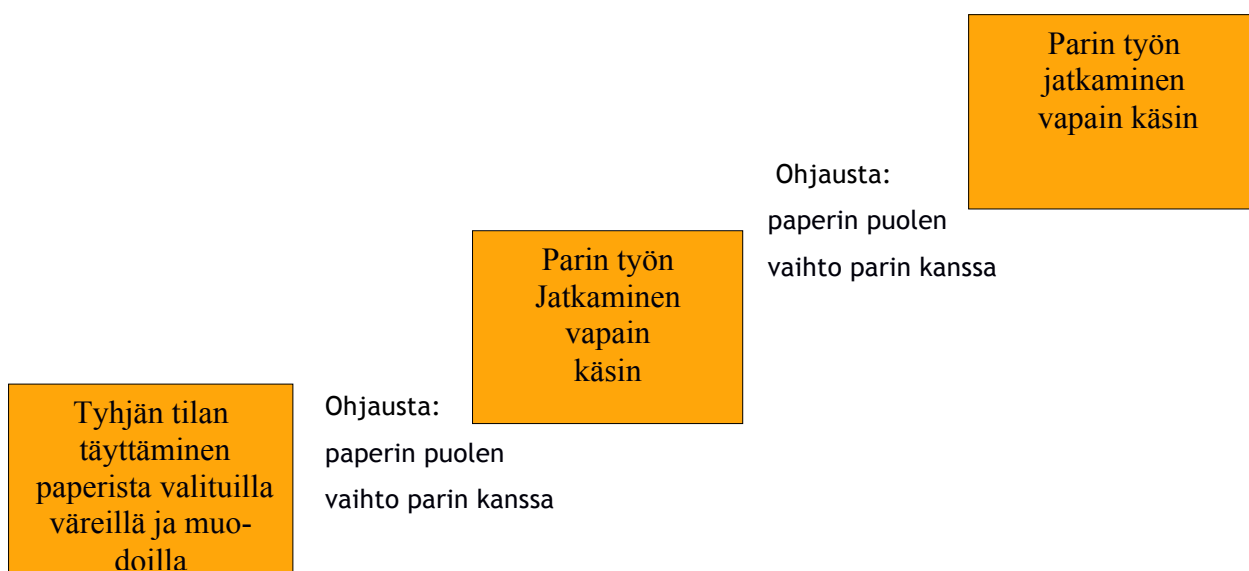 Parin työn
jatkaminen
vapain käsin
Ohjausta:
paperin puolen
vaihto parin kanssa
Parin työn
Jatkaminen
vapain
käsin
Ohjausta:
paperin puolen
vaihto parin kanssa
Tyhjän tilan
täyttäminen
paperista valituilla
väreillä ja muo-
doilla